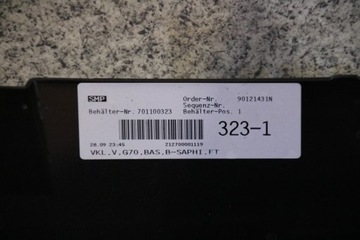 SMP Order-Nr. 90121431N
Sequenz-Nr.
Behälter-Nr. 701100323 Behälter-Pos. 1
323-1
28.09 23:45 212700001119
VKL,V,G70,BAS,B-SAPHI,FT